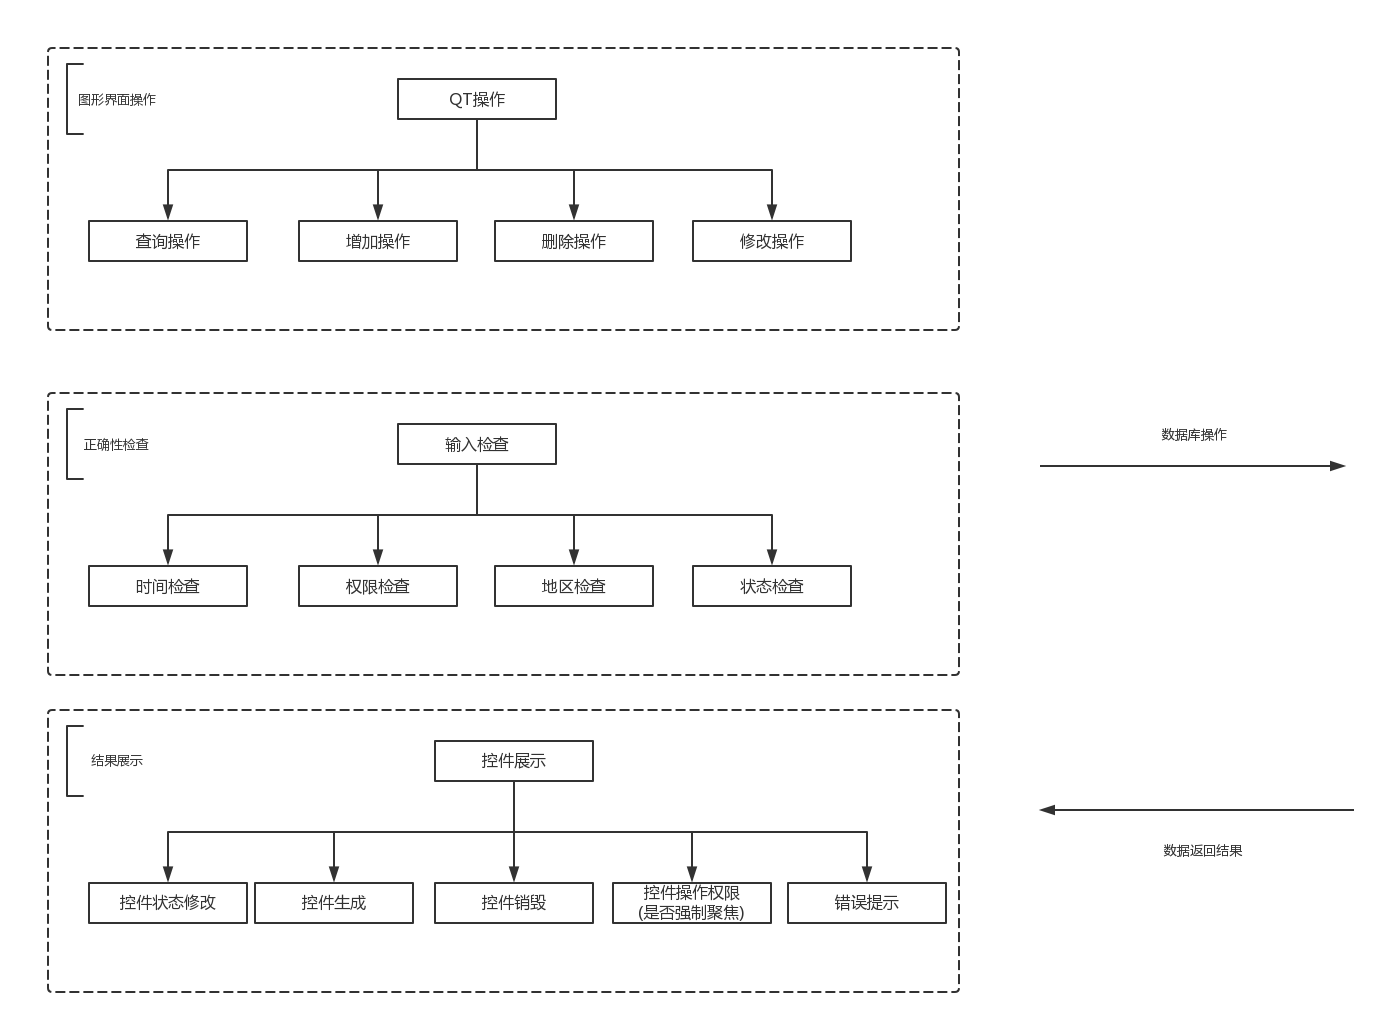 图形界面操作
QT操作
查询操作
增加操作
删除操作
修改操作
正确性检查
输入检查
时间检查
权限检查
地区检查
状态检查
数据库操作
结果展示
控件展示
控件状态修改
控件生成
控件销毁
控件操作权限
(是否强制聚焦)
错误提示
数据返回结果